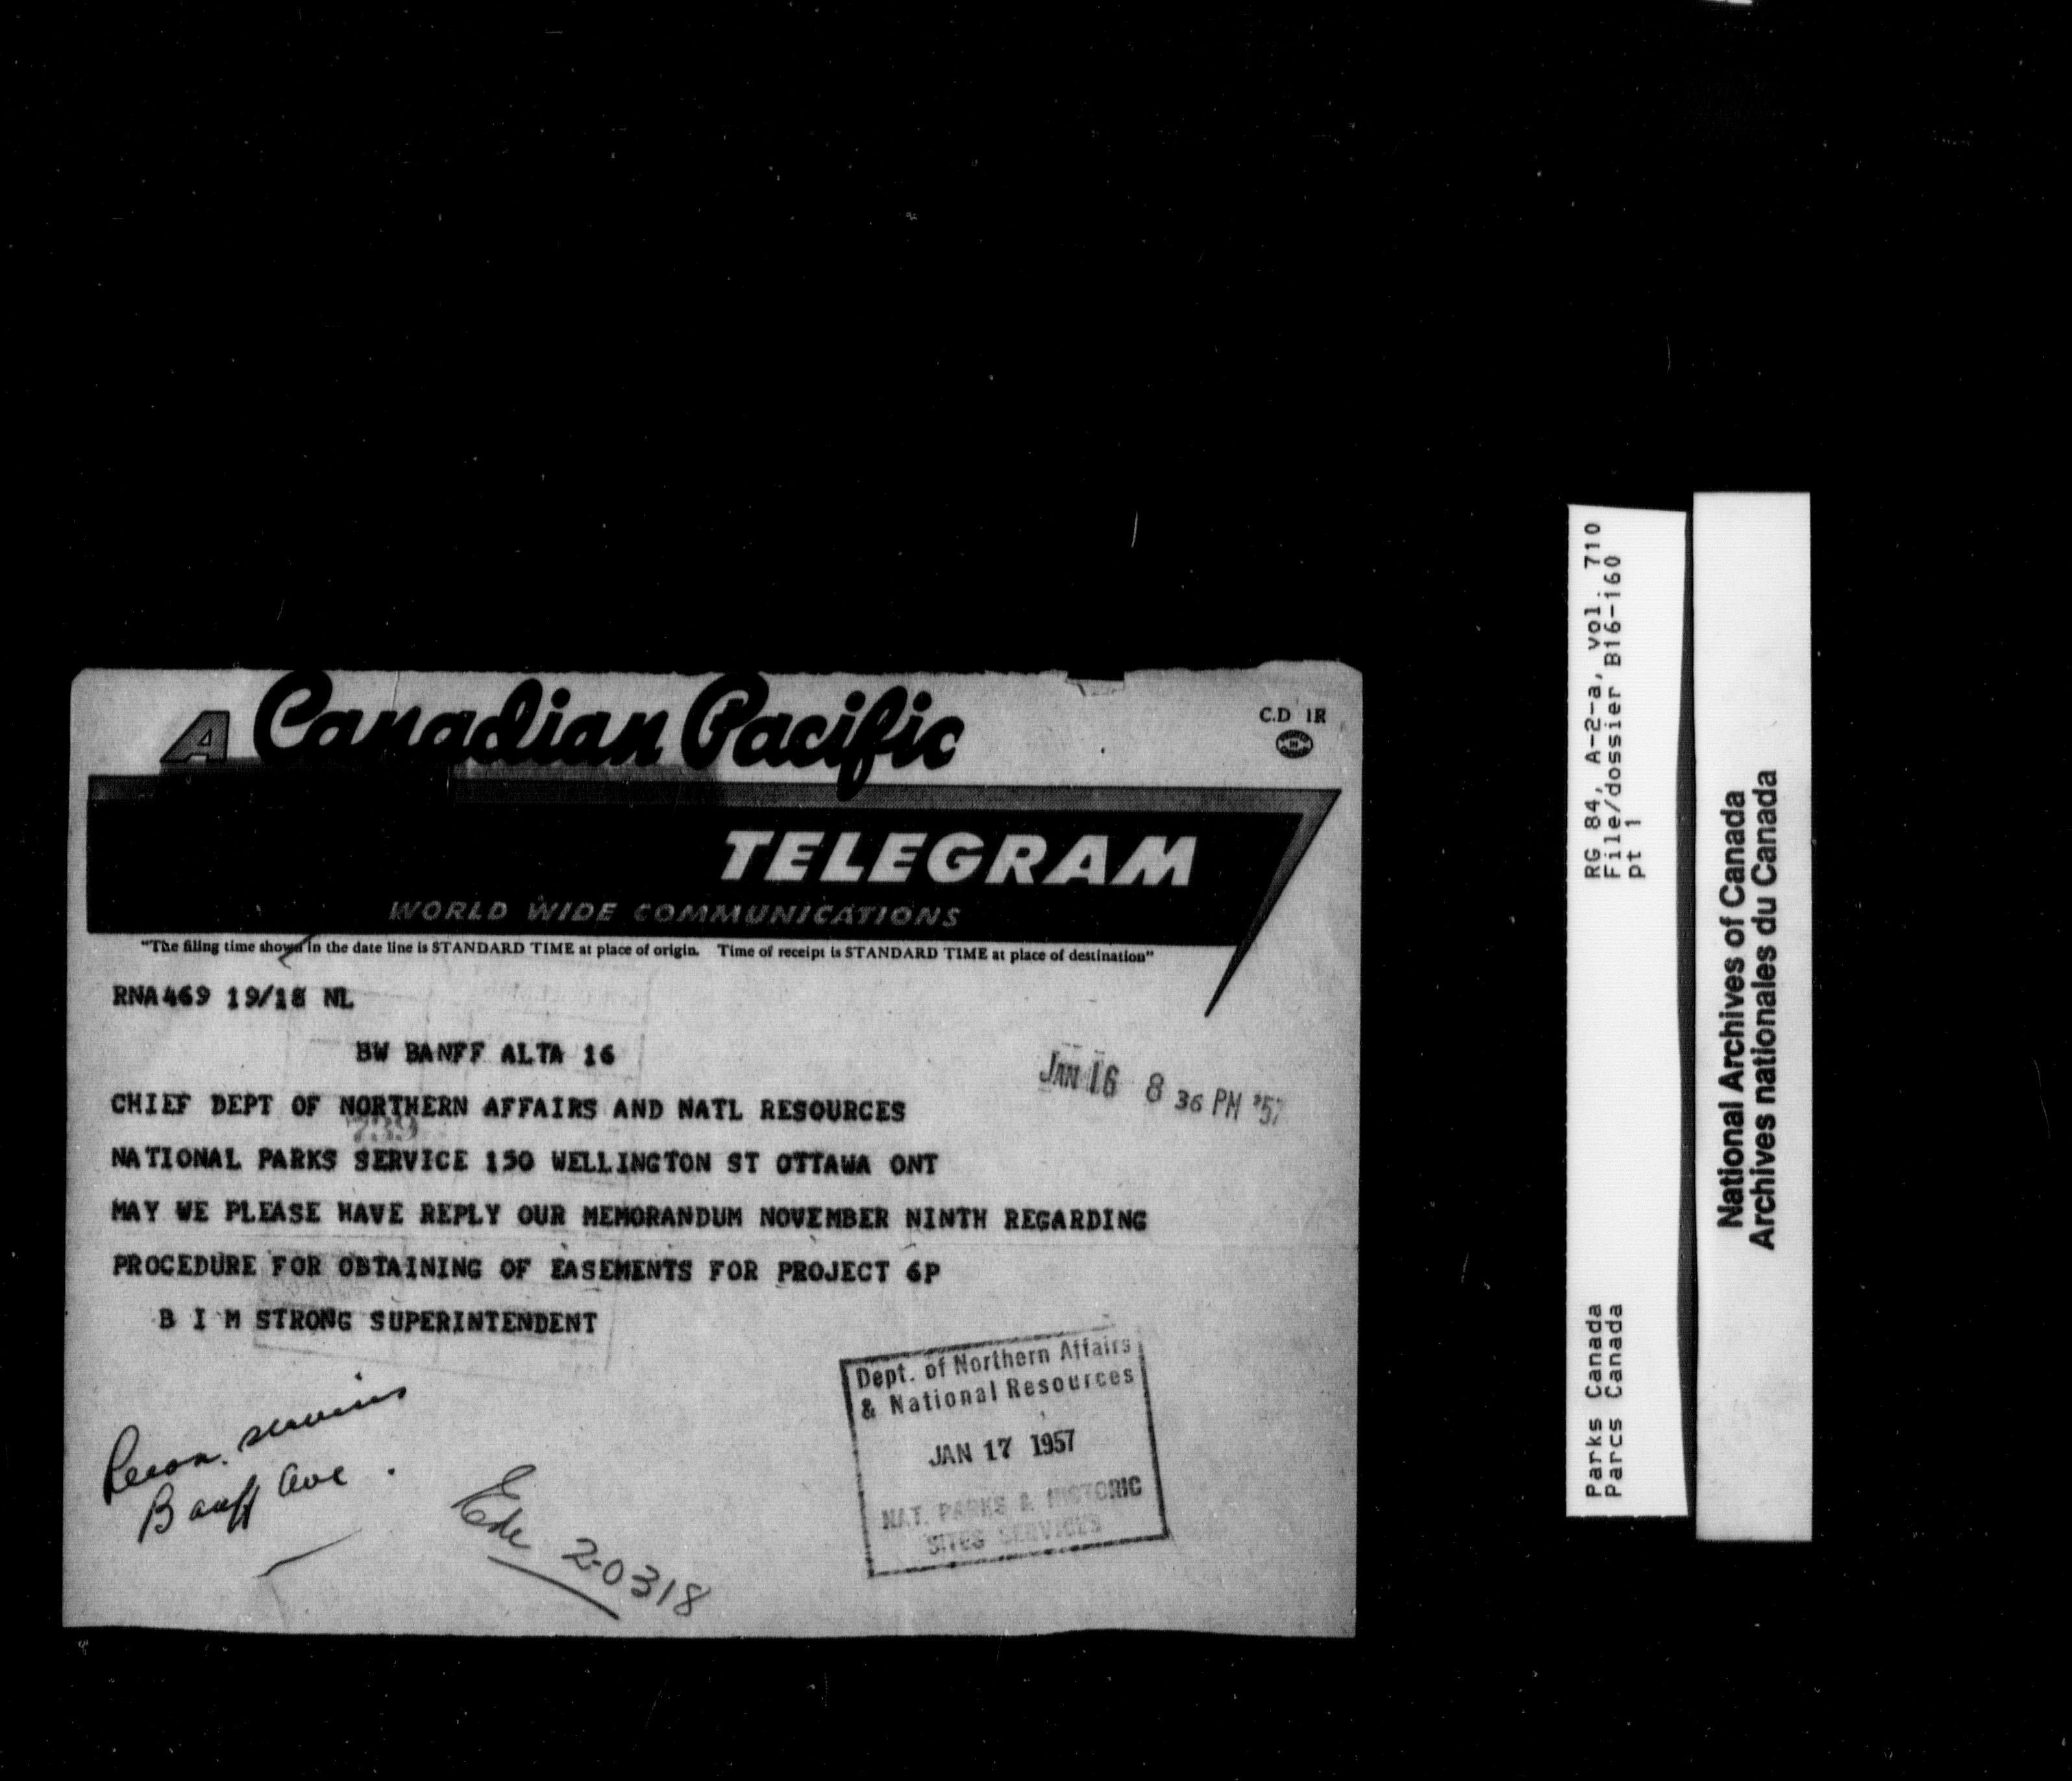 A Canadian Pacific
C.D 1R
TELEGRAM
WORLD WIDE COMMUNICATIONS
"The filing time shown in the date line is STANDARD TIME at place of origin. Time of receipt is STANDARD TIME at place of destination"
RNA469 19/18 NL
BW BANFF ALTA 16
JAN 16 8 36 PM '57
CHIEF DEPT OF NORTHERN AFFAIRS AND NATL RESOURCES
739
NATIONAL PARKS SERVICE 150 WELLINGTON ST OTTAWA ONT
MAY WE PLEASE HAVE REPLY OUR MEMORANDUM NOVEMBER NINTH REGARDING
PROCEDURE FOR OBTAINING OF EASEMENTS FOR PROJECT 6P
B I M STRONG SUPERINTENDENT
Dept. of Northern Affairs
& National Resources
JAN 17 1957
NAT. PARKS & HISTORIC
SITES SERVICES
Banff Ave.
2-0318
RG 84, A-2-a, vol. 710
File/dossier B16-160
pt 1
Parks Canada
Parcs Canada
National Archives of Canada
Archives nationales du Canada